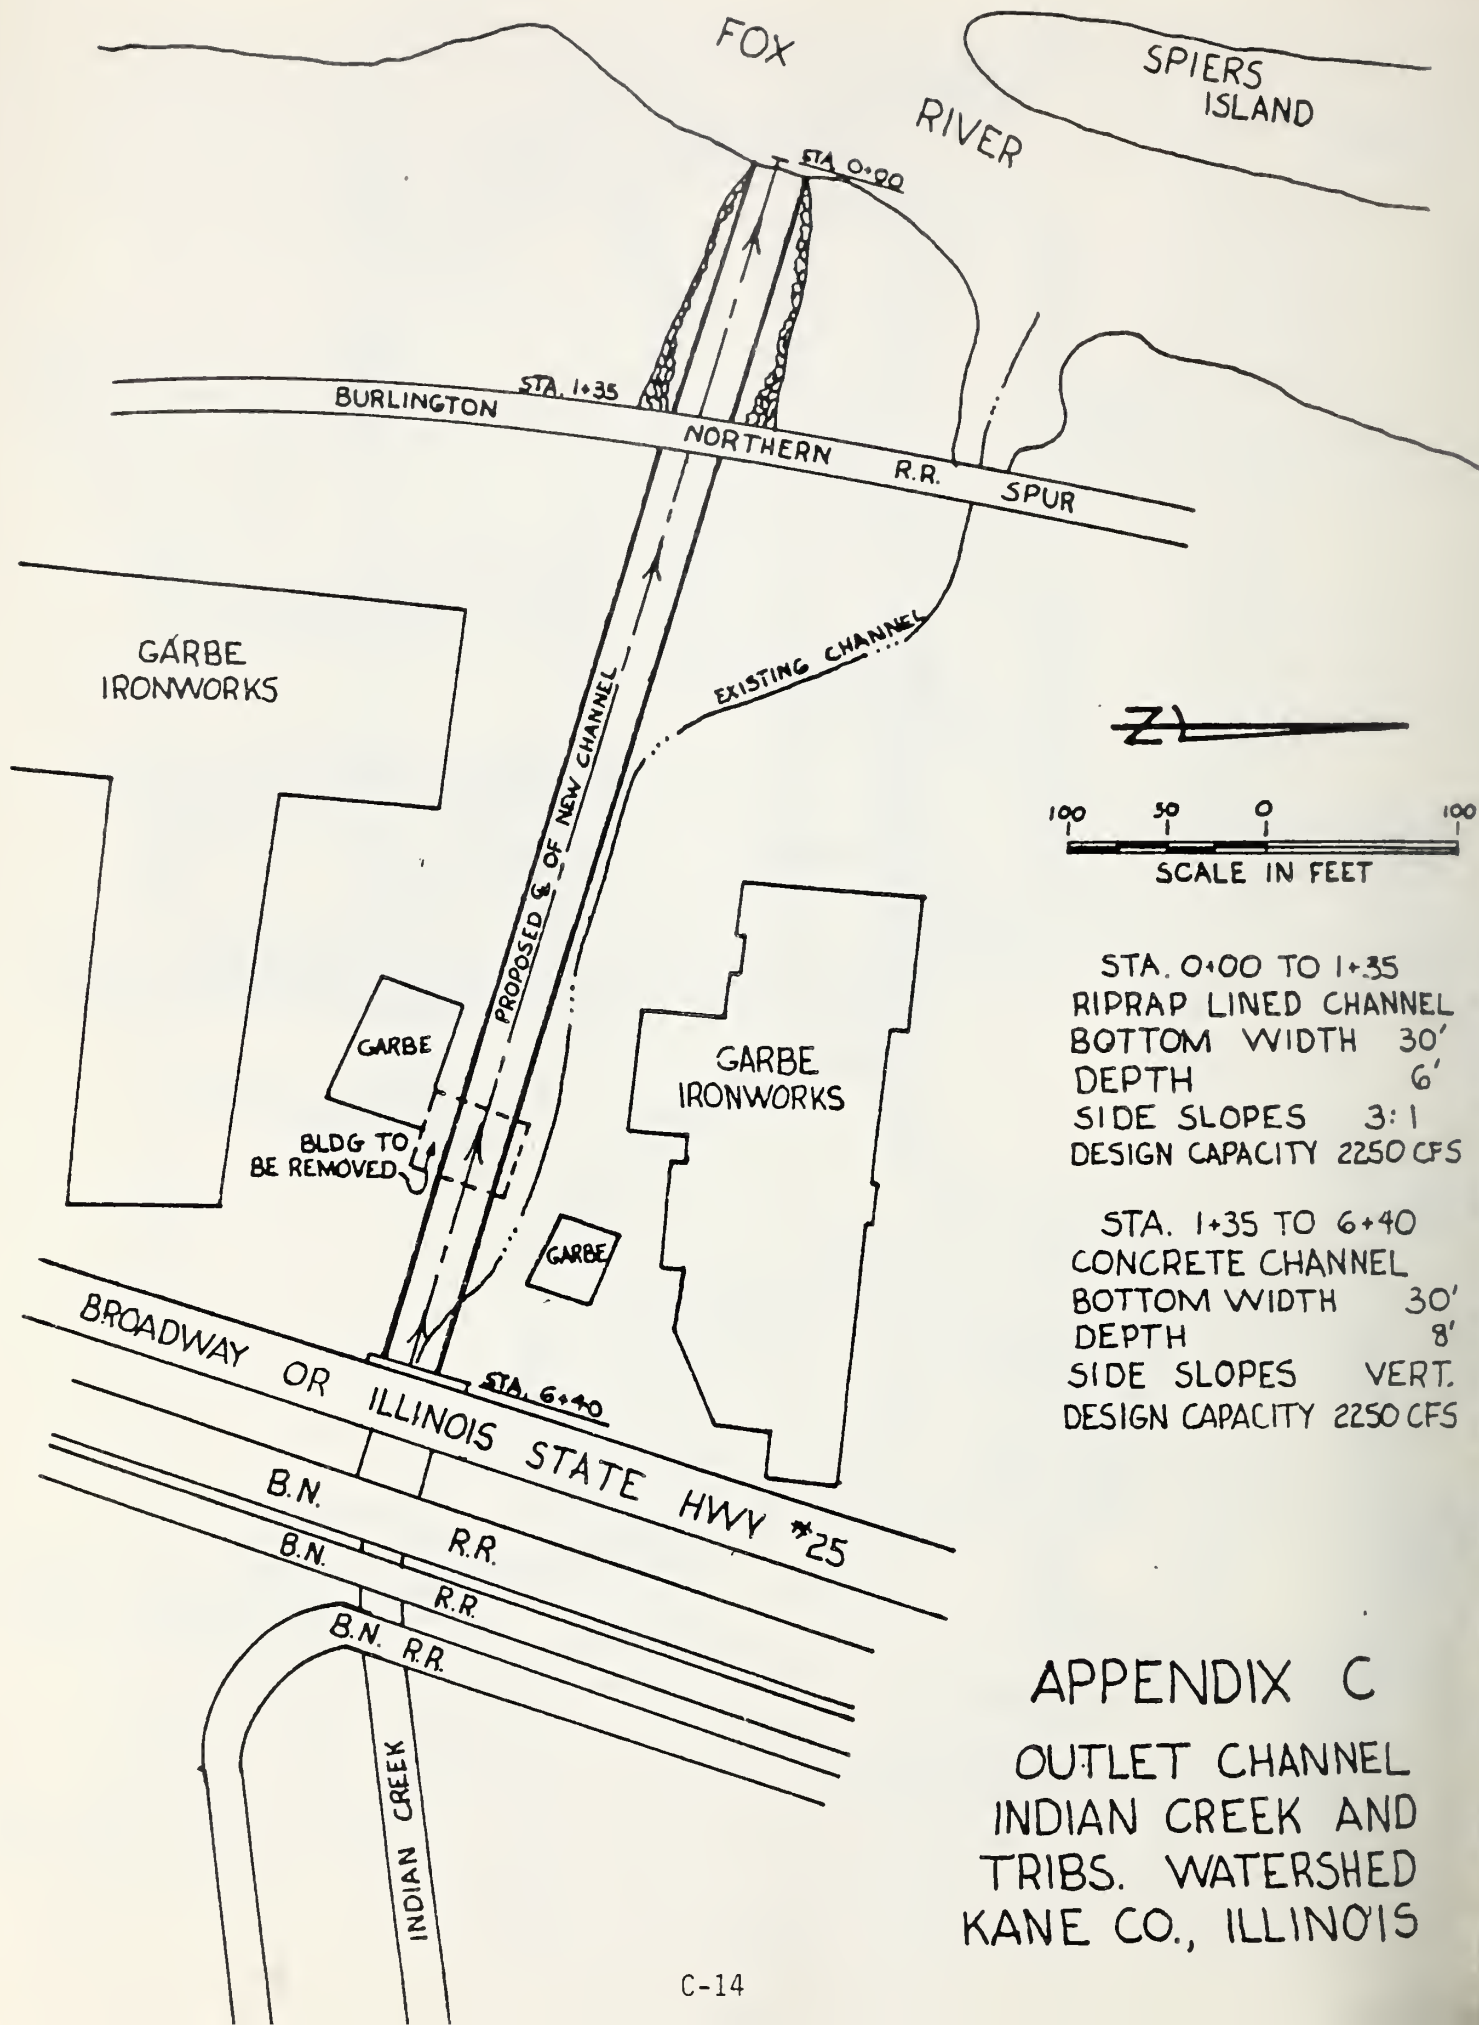 FOX
RIVER
SPIERS
ISLAND
STA 0+00
STA. 1+35
BURLINGTON NORTHERN R.R. SPUR
GARBE
IRONWORKS
EXISTING CHANNEL
PROPOSED ℄ OF NEW CHANNEL
N
100 50 0 100
SCALE IN FEET
GARBE
BLDG TO
BE REMOVED
GARBE
IRONWORKS
GARBE
STA. 0+00 TO 1+35
RIPRAP LINED CHANNEL
BOTTOM WIDTH 30'
DEPTH 6'
SIDE SLOPES 3:1
DESIGN CAPACITY 2250 CFS
STA. 1+35 TO 6+40
CONCRETE CHANNEL
BOTTOM WIDTH 30'
DEPTH 8'
SIDE SLOPES VERT.
DESIGN CAPACITY 2250 CFS
STA. 6+40
BROADWAY OR ILLINOIS STATE HWY #25
B.N. R.R.
B.N. R.R.
B.N. R.R.
INDIAN CREEK
APPENDIX C
OUTLET CHANNEL
INDIAN CREEK AND
TRIBS. WATERSHED
KANE CO., ILLINOIS
C-14